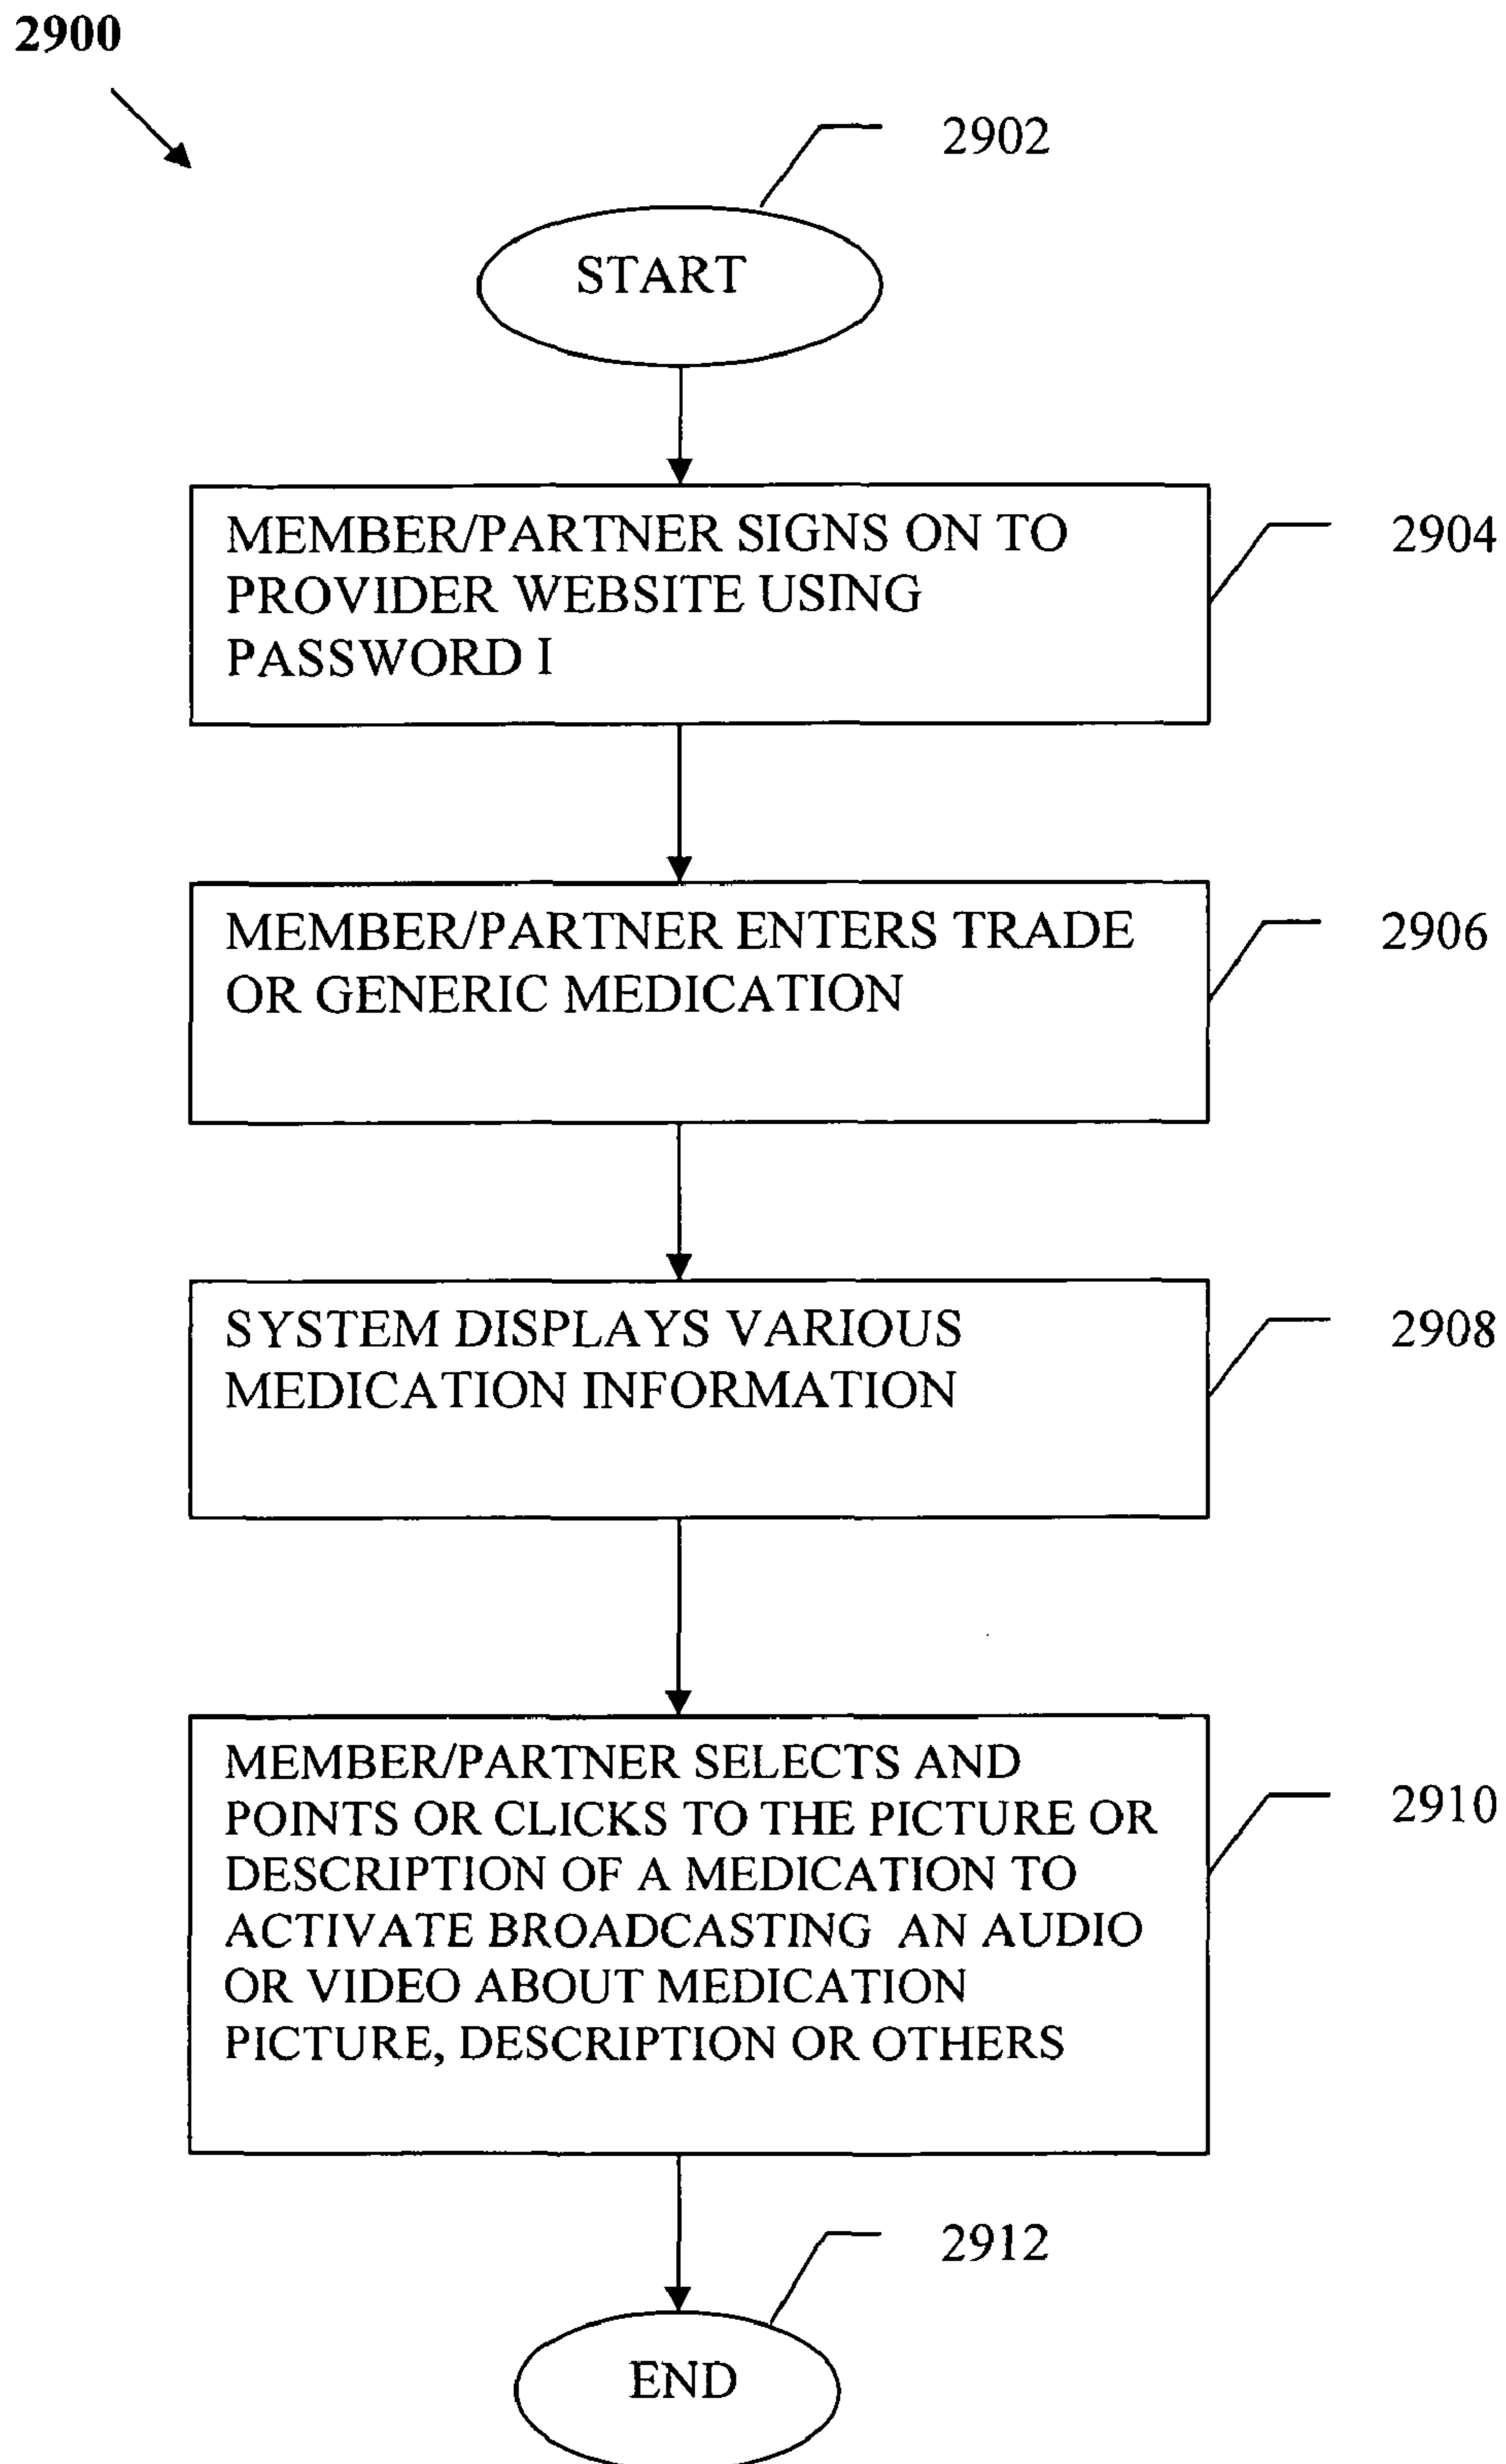 2900
2902
START
MEMBER/PARTNER SIGNS ON TO
PROVIDER WEBSITE USING
PASSWORD I
2904
MEMBER/PARTNER ENTERS TRADE
OR GENERIC MEDICATION
2906
SYSTEM DISPLAYS VARIOUS
MEDICATION INFORMATION
2908
MEMBER/PARTNER SELECTS AND
POINTS OR CLICKS TO THE PICTURE OR
DESCRIPTION OF A MEDICATION TO
ACTIVATE BROADCASTING AN AUDIO
OR VIDEO ABOUT MEDICATION
PICTURE, DESCRIPTION OR OTHERS
2910
2912
END